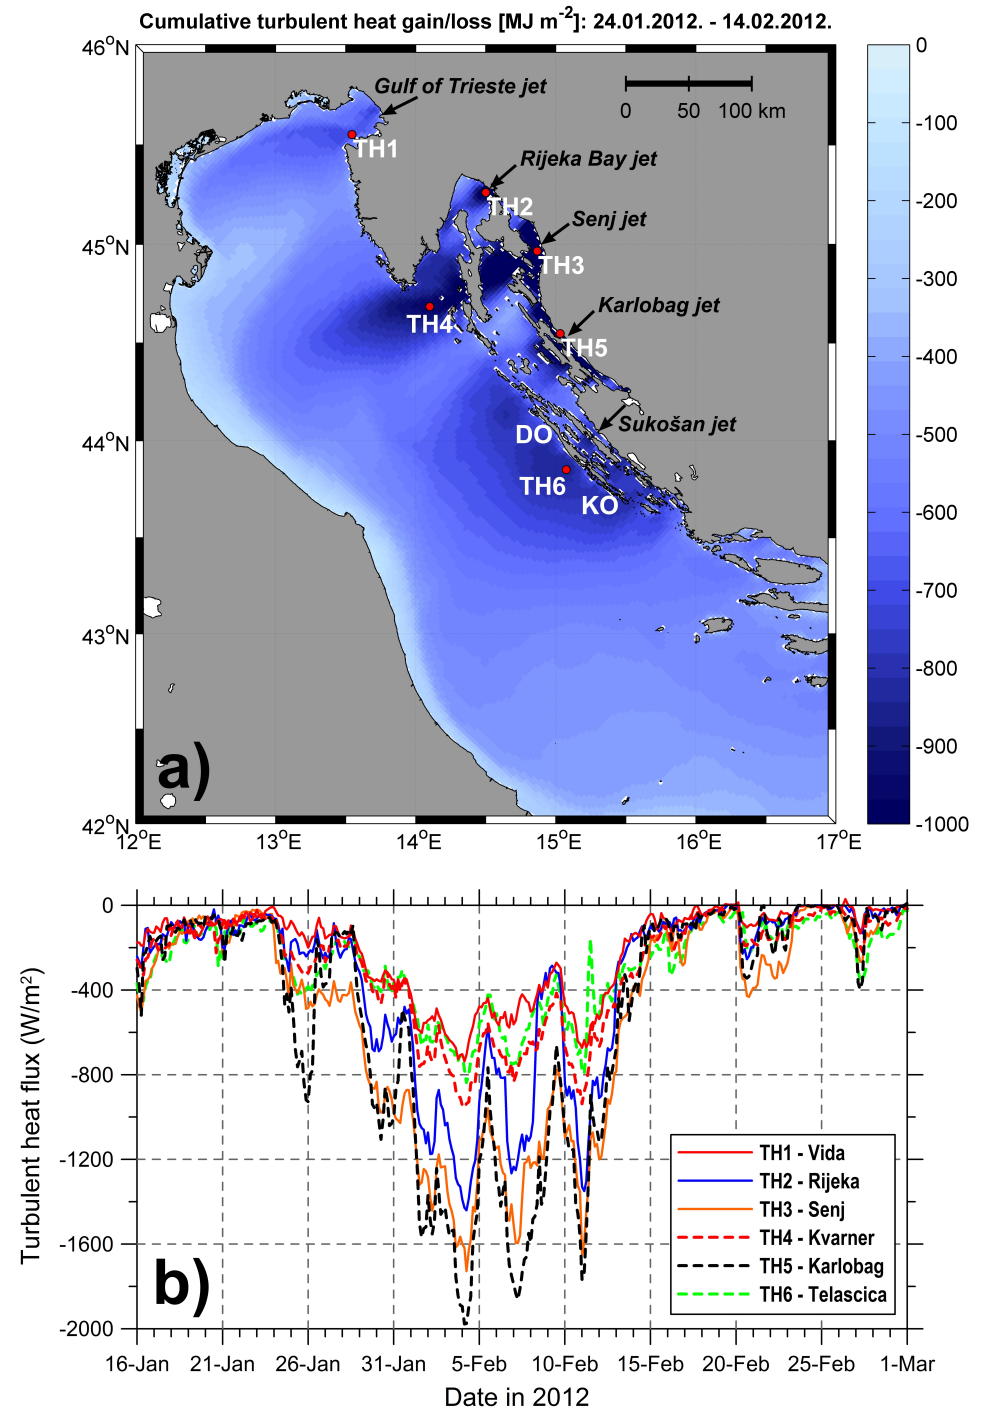 Cumulative turbulent heat gain/loss [MJ m-2]: 24.01.2012. - 14.02.2012.
46°N
45°N
44°N
43°N
42°N
12°E
13°E
14°E
15°E
16°E
17°E
Gulf of Trieste jet
Rijeka Bay jet
Senj jet
Karlobag jet
Sukošan jet
0 50 100 km
TH1
TH2
TH3
TH4
TH5
DO
TH6
KO
a)
0
-100
-200
-300
-400
-500
-600
-700
-800
-900
-1000
Turbulent heat flux (W/m2)
0
-400
-800
-1200
-1600
-2000
b)
TH1 - Vida
TH2 - Rijeka
TH3 - Senj
TH4 - Kvarner
TH5 - Karlobag
TH6 - Telascica
16-Jan
21-Jan
26-Jan
31-Jan
5-Feb
10-Feb
15-Feb
20-Feb
25-Feb
1-Mar
Date in 2012